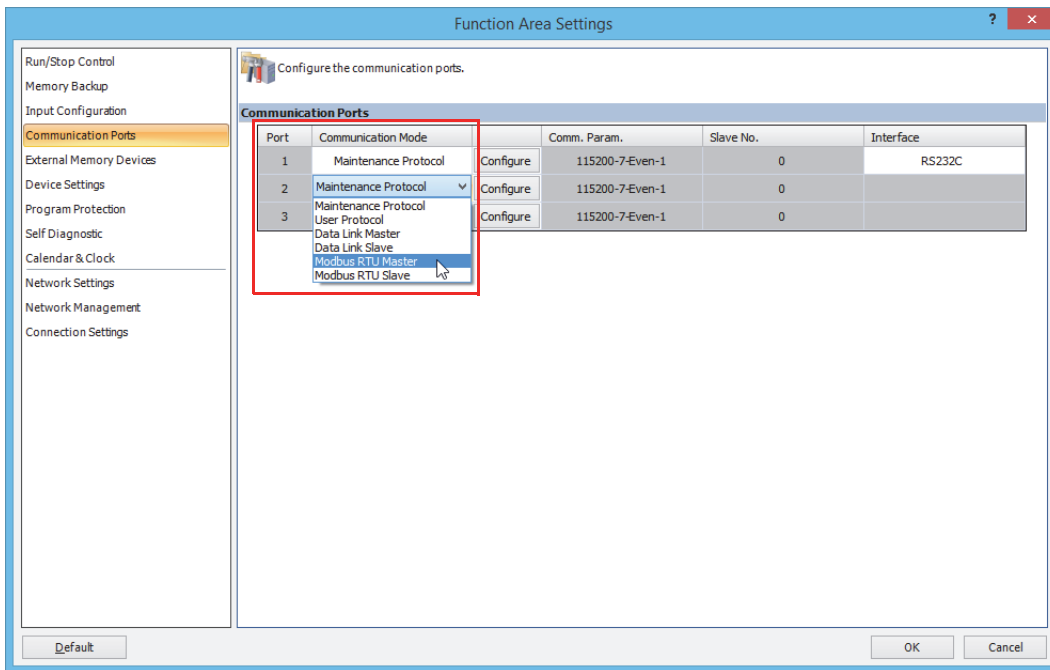 Function Area Settings
?
×
Run/Stop Control
Memory Backup
Input Configuration
Communication Ports
External Memory Devices
Device Settings
Program Protection
Self Diagnostic
Calendar & Clock
Network Settings
Network Management
Connection Settings
Configure the communication ports.
Communication Ports
Port Communication Mode Comm. Param. Slave No. Interface
1 Maintenance Protocol Configure 115200-7-Even-1 0 RS232C
2 Maintenance Protocol Configure 115200-7-Even-1 0
3 Configure 115200-7-Even-1 0
Maintenance Protocol
User Protocol
Data Link Master
Data Link Slave
Modbus RTU Master
Modbus RTU Slave
Default OK Cancel